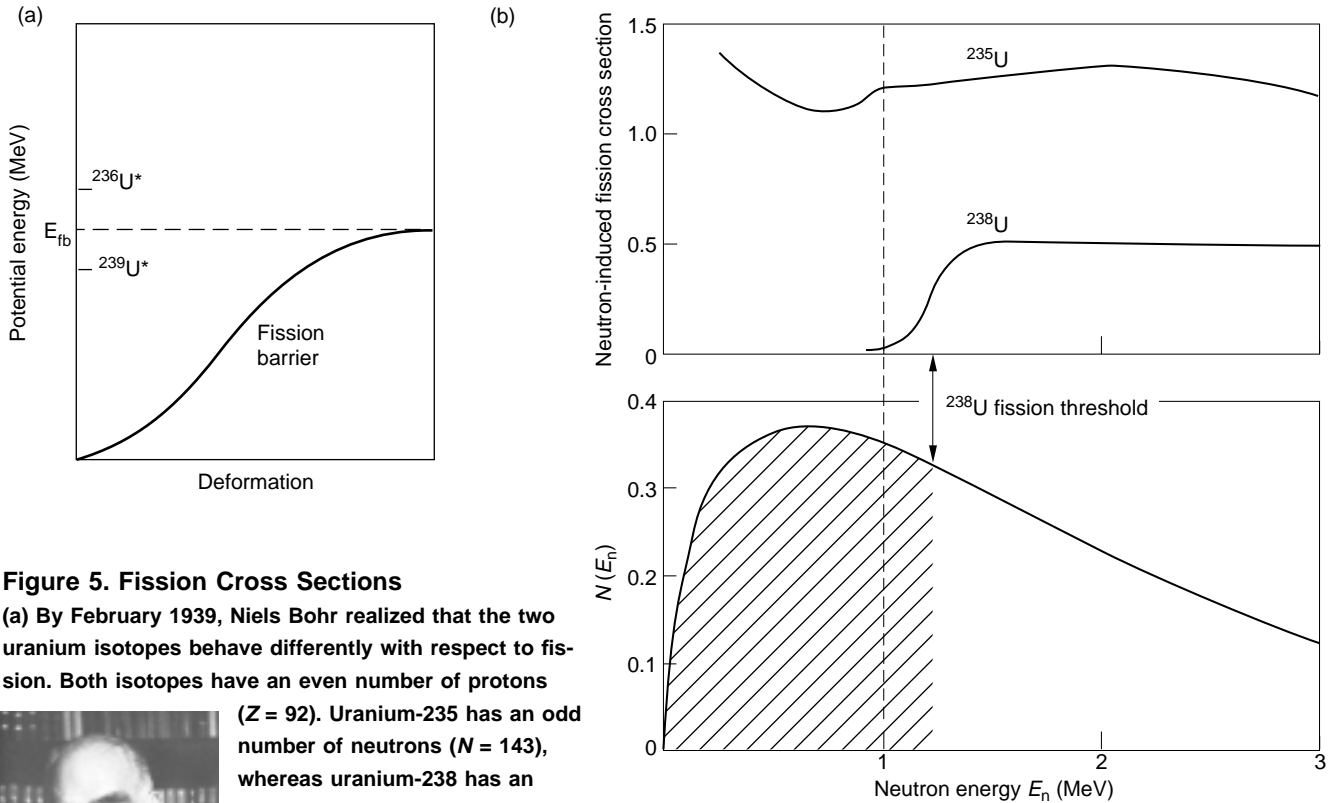 (a)
Potential energy (MeV)
²³⁶U*
E_fb
²³⁹U*
Fission
barrier
Deformation
(b)
Neutron-induced fission cross section
1.5
1.0
0.5
0
²³⁵U
²³⁸U
²³⁸U fission threshold
N (Eₙ)
0.4
0.3
0.2
0.1
0
1
2
3
Neutron energy Eₙ (MeV)
Figure 5. Fission Cross Sections
(a) By February 1939, Niels Bohr realized that the two
uranium isotopes behave differently with respect to fis-
sion. Both isotopes have an even number of protons
(Z = 92). Uranium-235 has an odd
number of neutrons (N = 143),
whereas uranium-238 has an